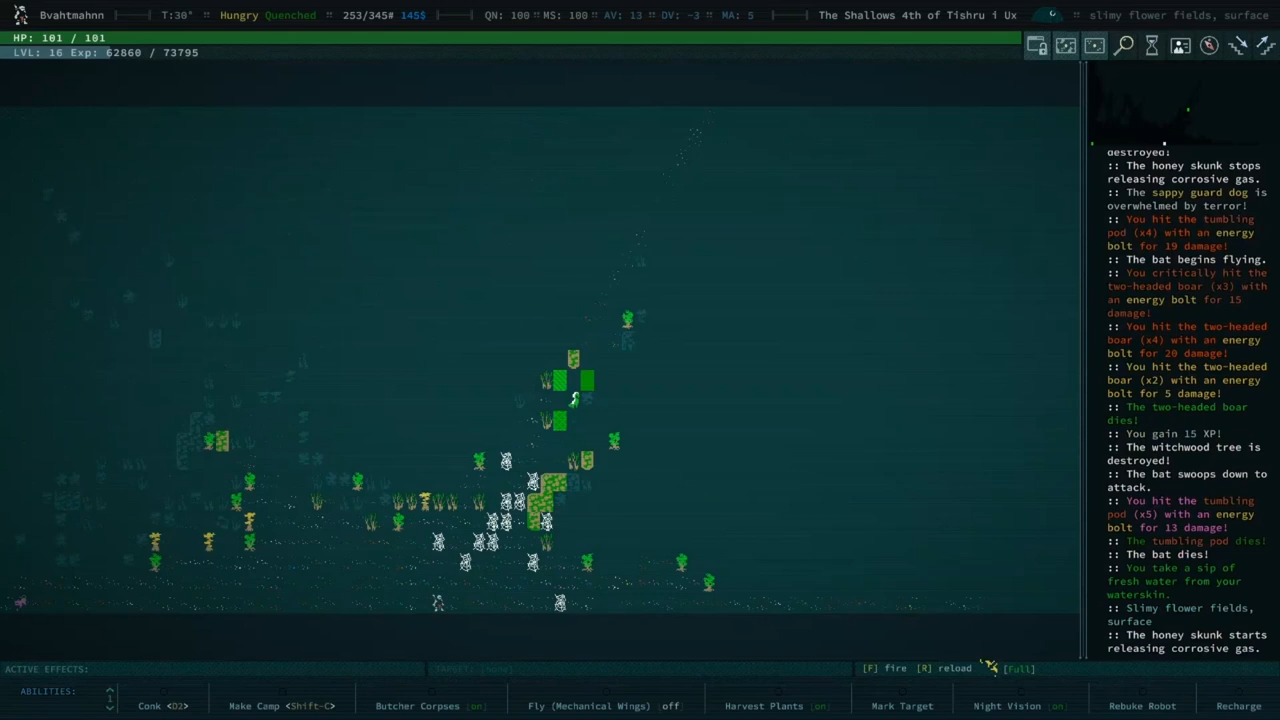 Bvahtmahn T:30° :: Hungry Quenched :: 253/345# 145$ QN: 100 :: MS: 100 :: AV: 13 :: DV: -3 :: MA: 5 The Shallows 4th of Tishru i Ux :: slimy flower fields, surface
HP: 101 / 101
LVL: 16 Exp: 62860 / 73795
destroyed!
:: The honey skunk stops
releasing corrosive gas.
:: The sappy guard dog is
overwhelmed by terror!
:: You hit the tumbling
pod (x4) with an energy
bolt for 19 damage!
:: The bat begins flying.
:: You critically hit the
two-headed boar (x3) with
an energy bolt for 15
damage!
:: You hit the two-headed
boar (x4) with an energy
bolt for 20 damage!
:: You hit the two-headed
boar (x2) with an energy
bolt for 5 damage!
:: The two-headed boar
dies!
:: You gain 15 XP!
:: The witchwood tree is
destroyed!
:: The bat swoops down to
attack.
:: You hit the tumbling
pod (x5) with an energy
bolt for 13 damage!
:: The tumbling pod dies!
:: The bat dies!
:: You take a sip of
fresh water from your
waterskin.
:: Slimy flower fields,
surface
:: The honey skunk starts
releasing corrosive gas.
ACTIVE EFFECTS: TARGET: [none] [F] fire [R] reload [Full]
ABILITIES: 1 Conk <O2> Make Camp <Shift-C> Butcher Corpses [on] Fly (Mechanical Wings) [off] Harvest Plants [on] Mark Target Night Vision [on] Rebuke Robot Recharge